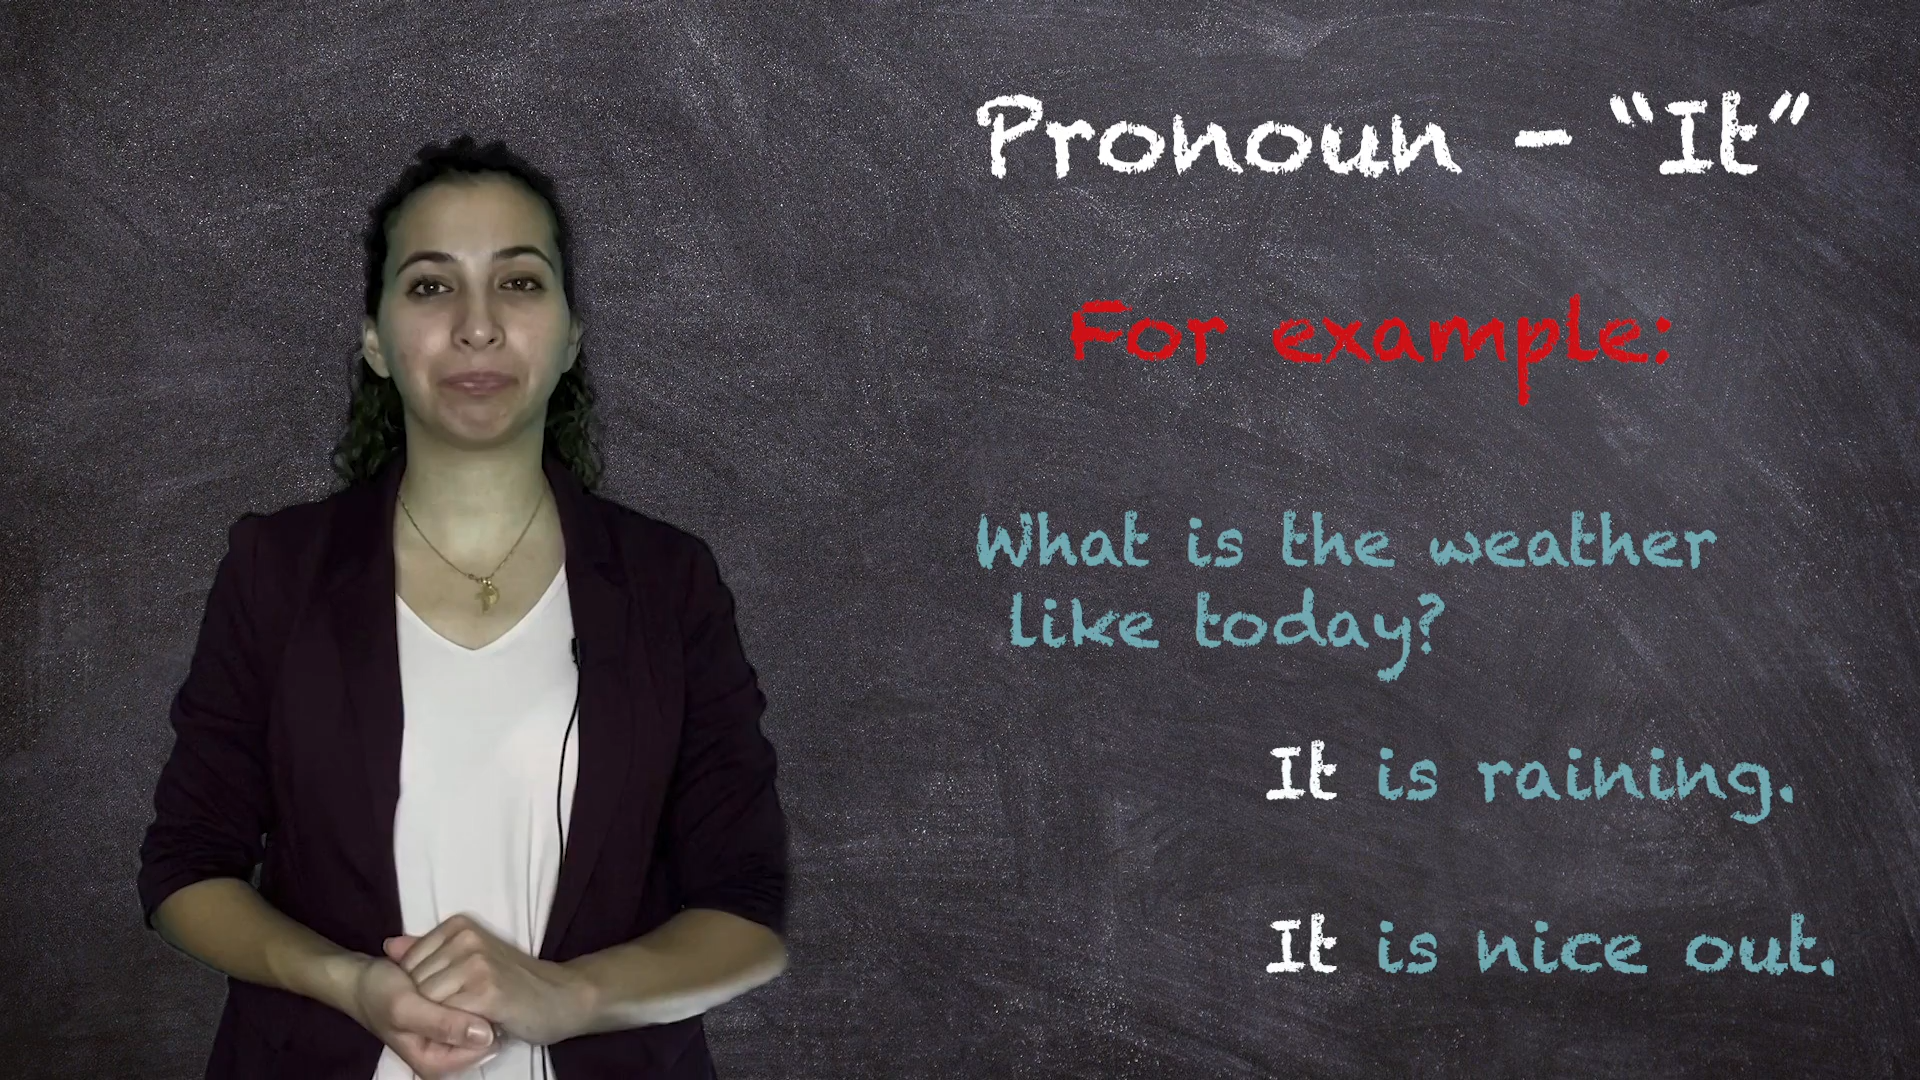 Pronoun - “It”
For example:
What is the weather
like today?
It is raining.
It is nice out.